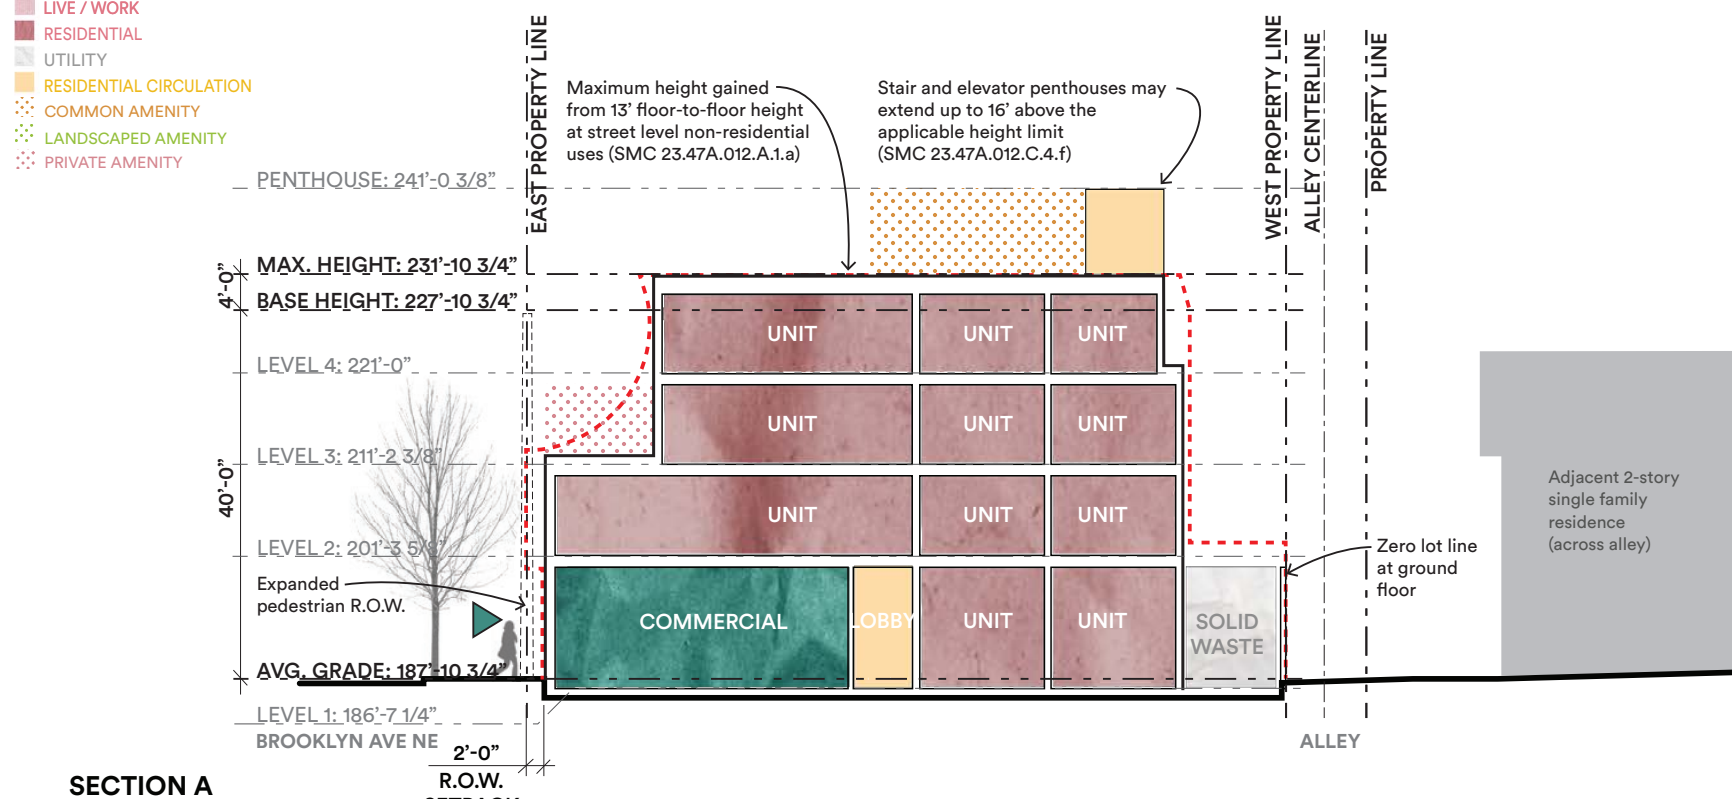 LIVE / WORK
RESIDENTIAL
UTILITY
RESIDENTIAL CIRCULATION
COMMON AMENITY
LANDSCAPED AMENITY
PRIVATE AMENITY
EAST PROPERTY LINE
Maximum height gained
from 13' floor-to-floor height
at street level non-residential
uses (SMC 23.47A.012.A.1.a)
Stair and elevator penthouses may
extend up to 16' above the
applicable height limit
(SMC 23.47A.012.C.4.f)
WEST PROPERTY LINE
ALLEY CENTERLINE
PROPERTY LINE
PENTHOUSE: 241'-0 3/8"
MAX. HEIGHT: 231'-10 3/4"
4'-0"
BASE HEIGHT: 227'-10 3/4"
UNIT UNIT UNIT
LEVEL 4: 221'-0"
UNIT UNIT UNIT
LEVEL 3: 211'-2 3/8"
40'-0"
UNIT UNIT UNIT
LEVEL 2: 201'-3 5/8"
Adjacent 2-story
single family
residence
(across alley)
Zero lot line
at ground
floor
Expanded
pedestrian R.O.W.
COMMERCIAL LOBBY UNIT UNIT SOLID
WASTE
AVG. GRADE: 187'-10 3/4"
LEVEL 1: 186'-7 1/4"
BROOKLYN AVE NE
ALLEY
2'-0"
R.O.W.
SETBACK
SECTION A